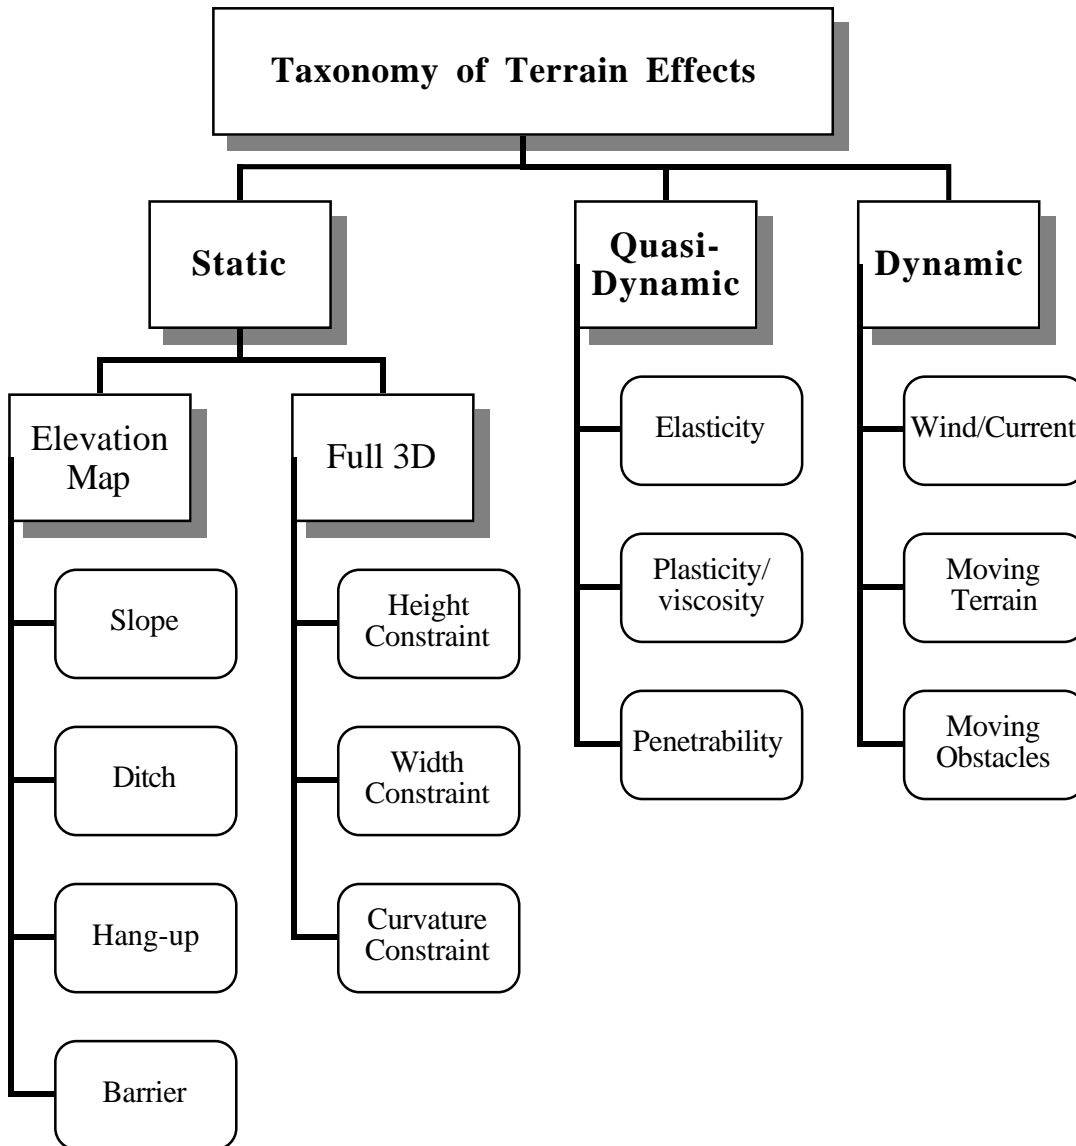 Taxonomy of Terrain Effects
Static
Quasi-
Dynamic
Dynamic
Elevation
Map
Full 3D
Elasticity
Wind/Current
Plasticity/
viscosity
Moving
Terrain
Slope
Height
Constraint
Penetrability
Moving
Obstacles
Ditch
Width
Constraint
Hang-up
Curvature
Constraint
Barrier